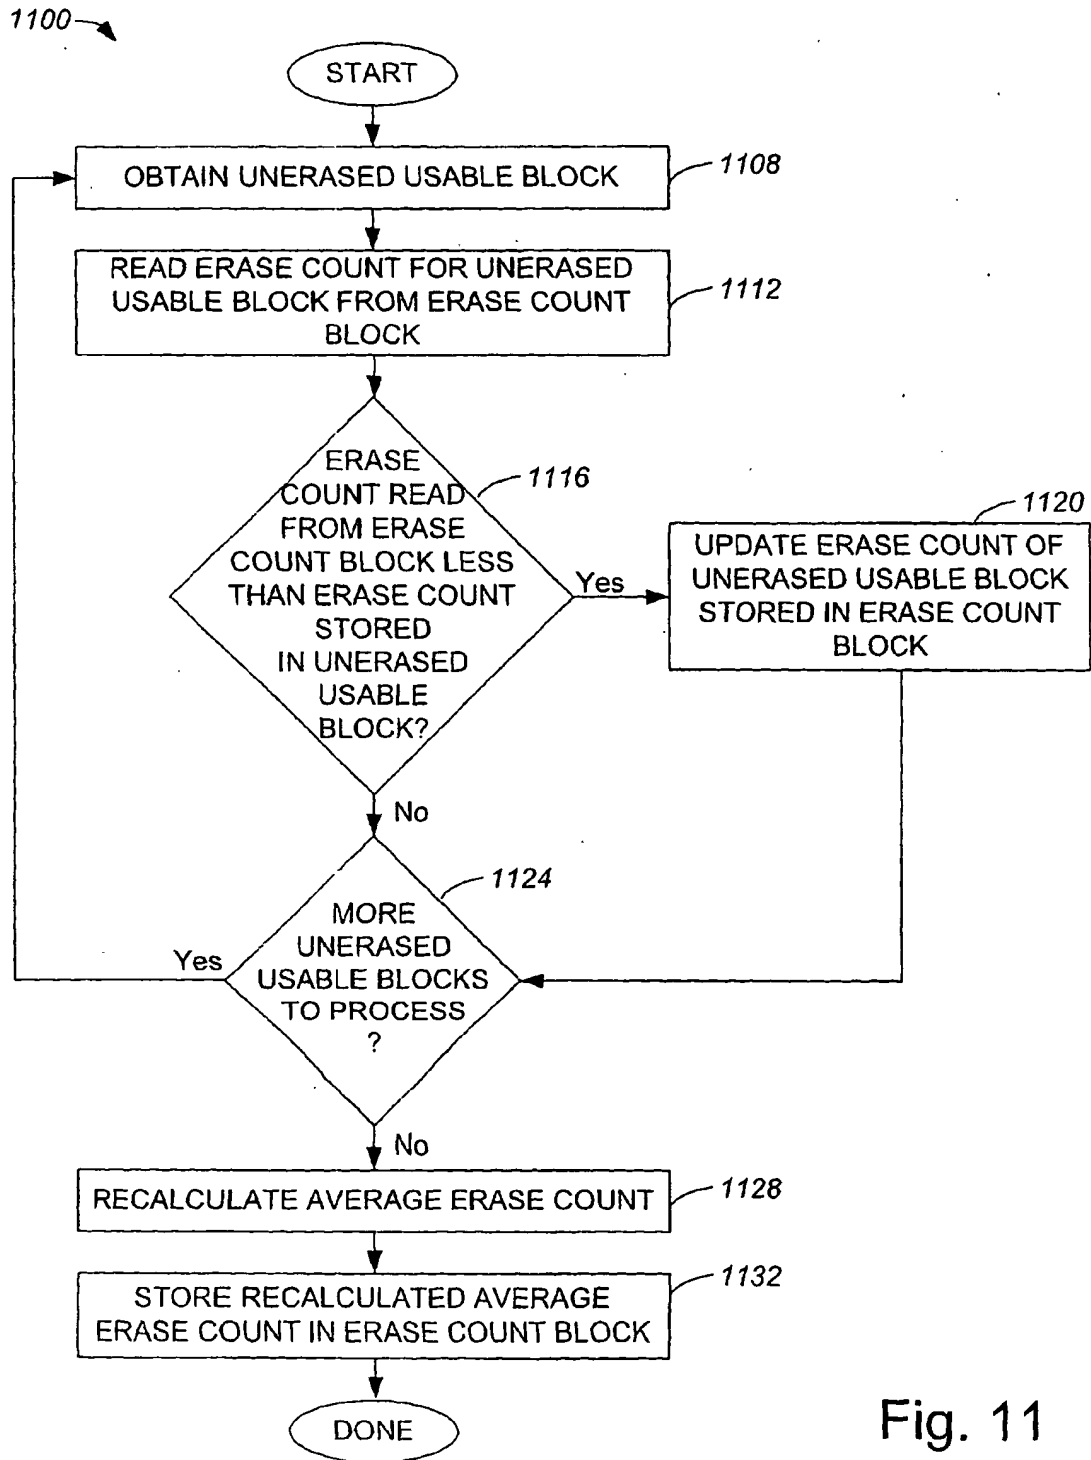 1100
START
OBTAIN UNERASED USABLE BLOCK
1108
READ ERASE COUNT FOR UNERASED
USABLE BLOCK FROM ERASE COUNT
BLOCK
1112
ERASE
COUNT READ
FROM ERASE
COUNT BLOCK LESS
THAN ERASE COUNT
STORED
IN UNERASED
USABLE
BLOCK?
1116
Yes
1120
UPDATE ERASE COUNT OF
UNERASED USABLE BLOCK
STORED IN ERASE COUNT
BLOCK
No
1124
MORE
UNERASED
USABLE BLOCKS
TO PROCESS
?
Yes
No
RECALCULATE AVERAGE ERASE COUNT
1128
STORE RECALCULATED AVERAGE
ERASE COUNT IN ERASE COUNT BLOCK
1132
DONE
Fig. 11